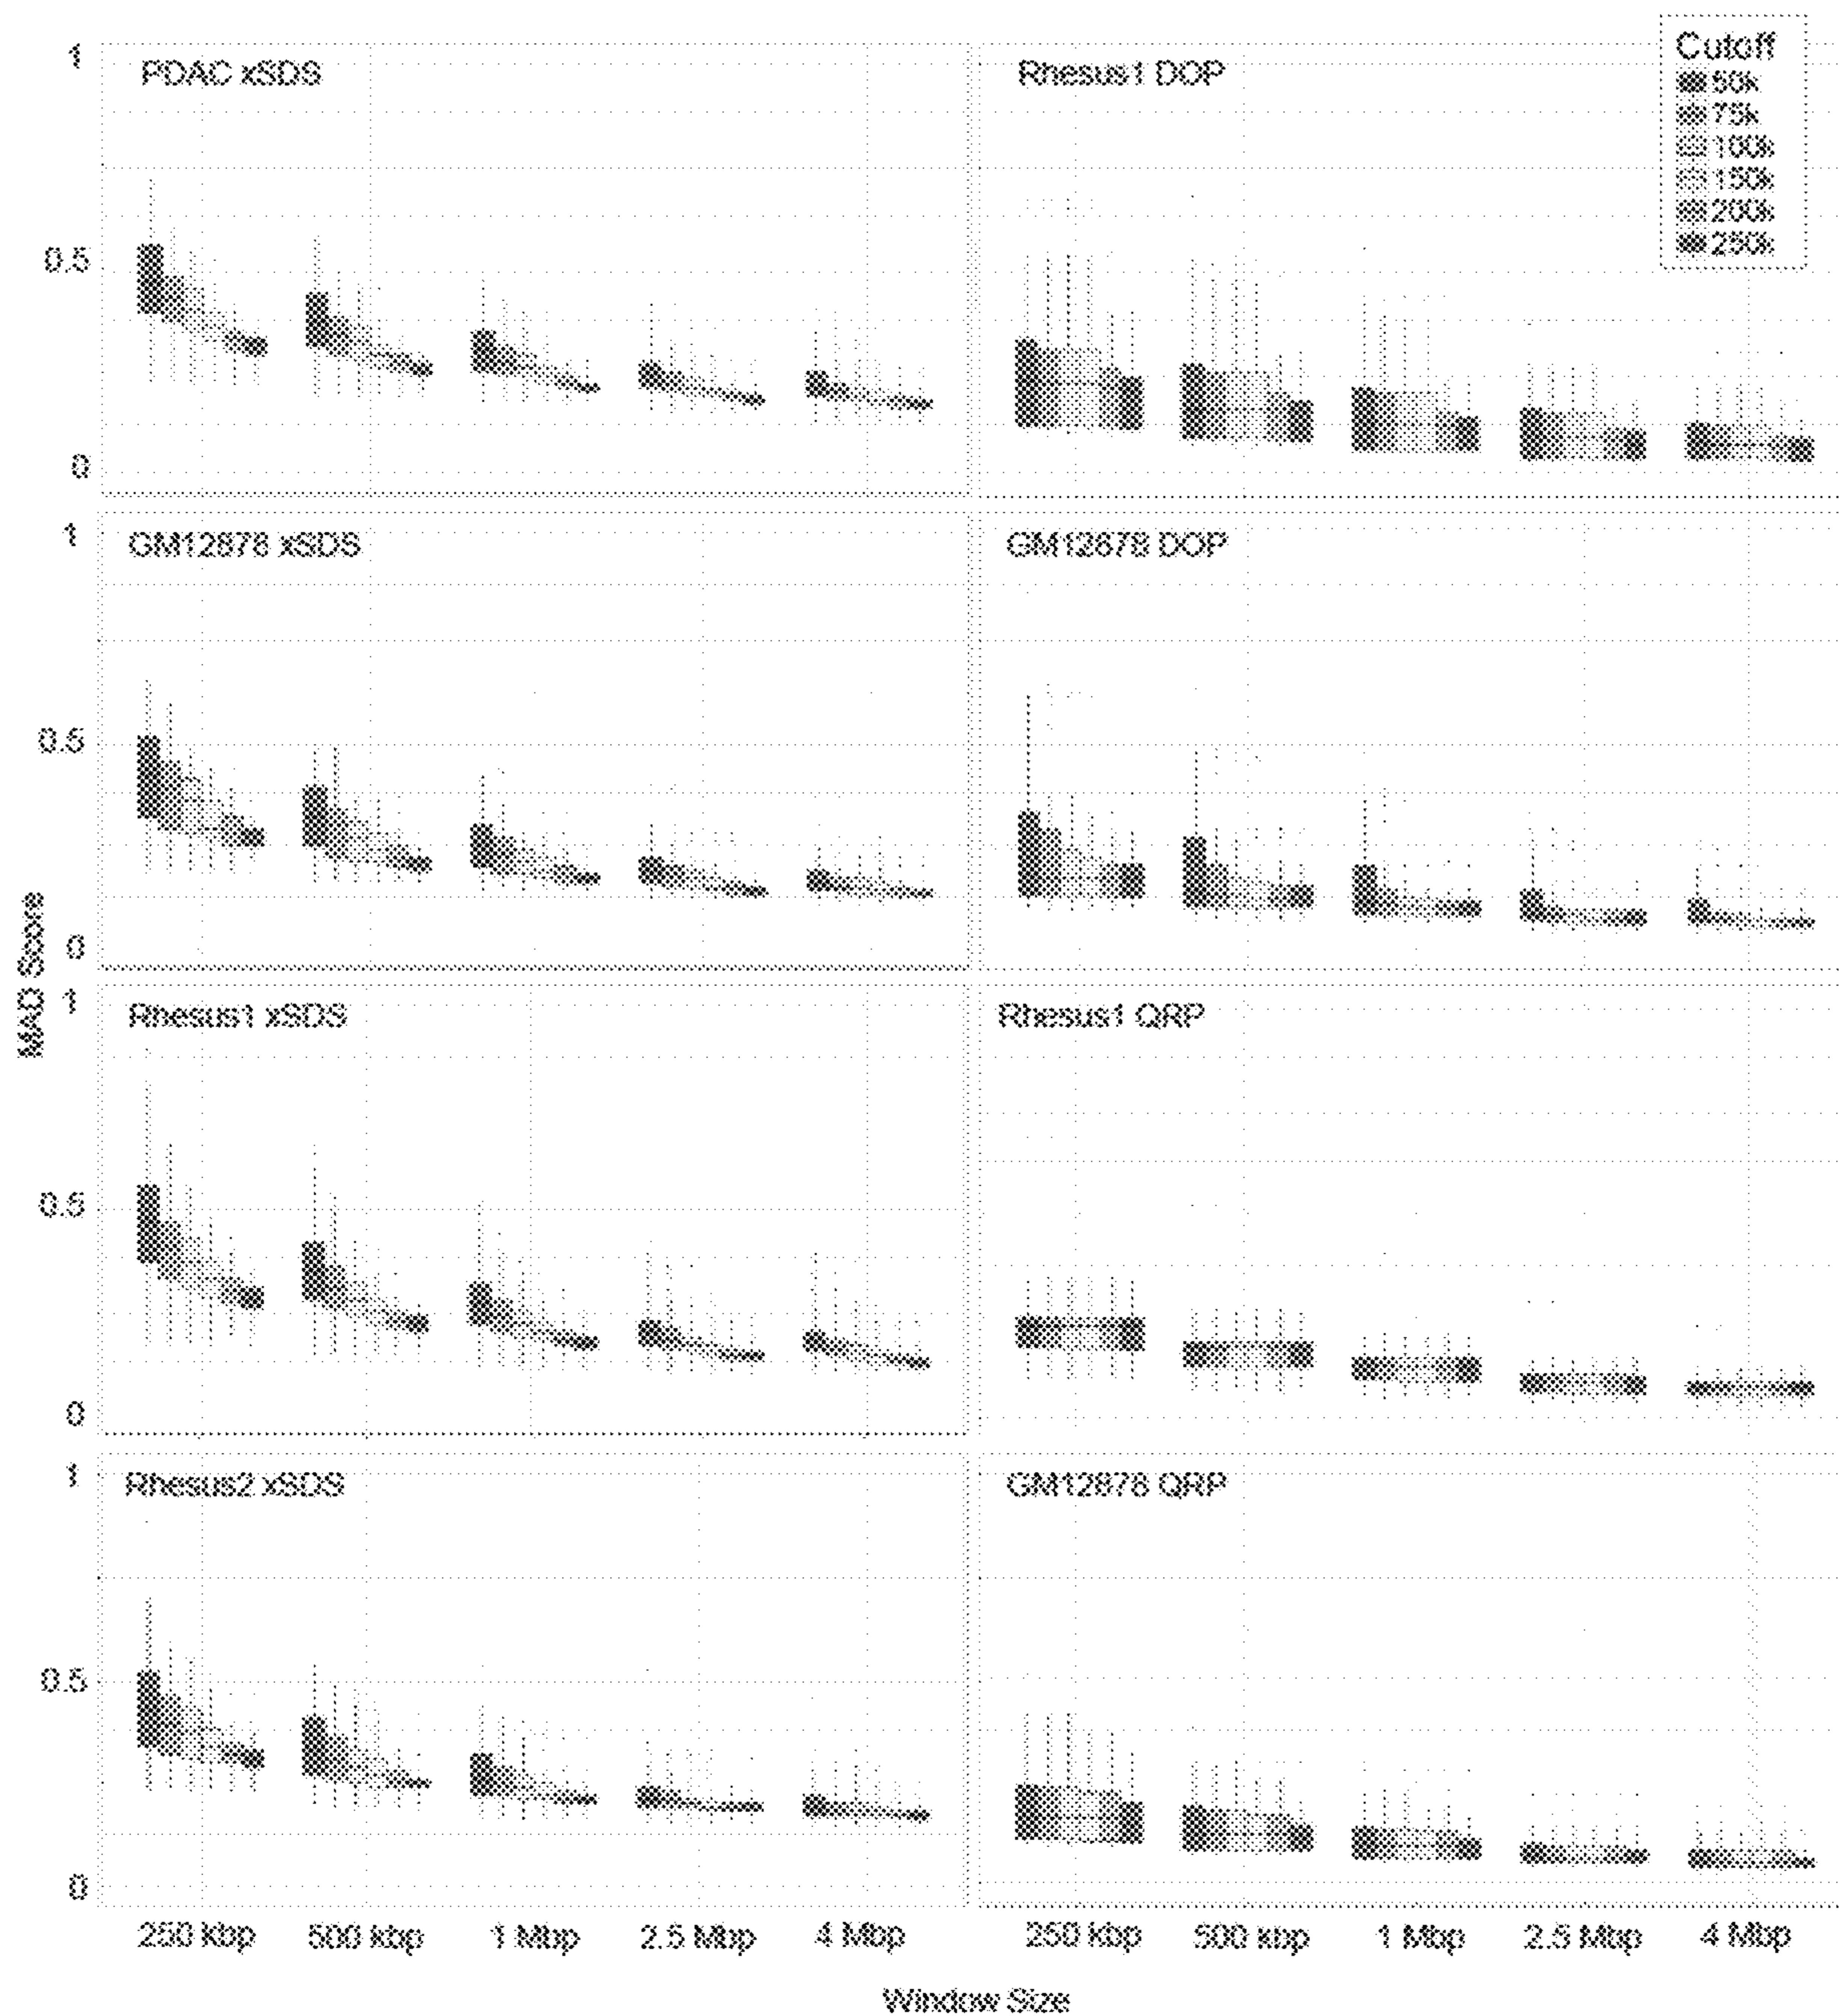 Cutoff
50k
75k
100k
150k
200k
250k
MAD Score
1
0.5
0
PDAC xSDS
Rhesus1 DOP
1
0.5
0
GM12878 xSDS
GM12878 DOP
1
0.5
0
Rhesus1 xSDS
Rhesus1 QRP
1
0.5
0
Rhesus2 xSDS
GM12878 QRP
250 kbp 500 kbp 1 Mbp 2.5 Mbp 4 Mbp
250 kbp 500 kbp 1 Mbp 2.5 Mbp 4 Mbp
Window Size